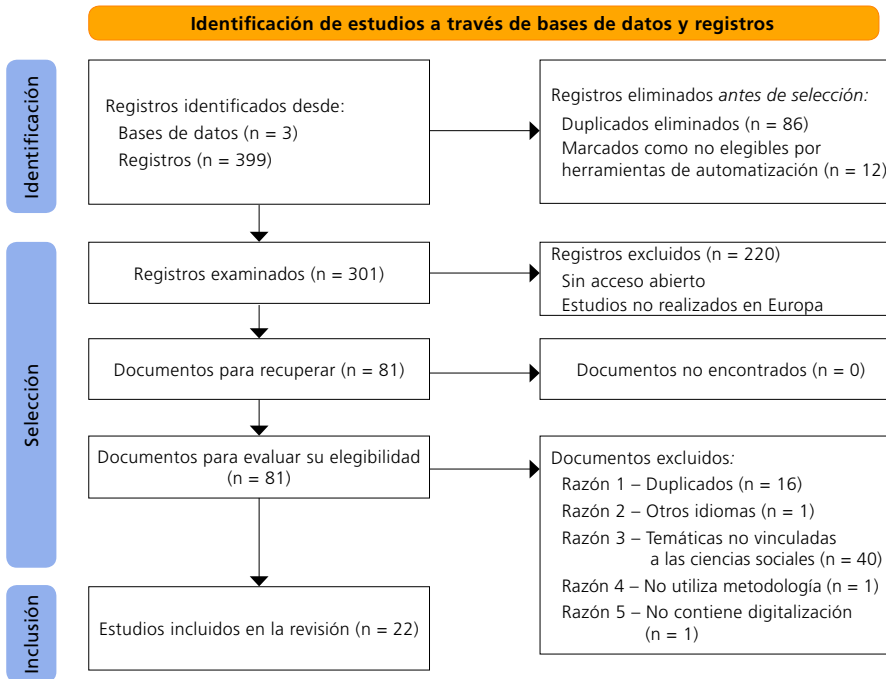 Identificación de estudios a través de bases de datos y registros
Identificación
Registros identificados desde:
Bases de datos (n = 3)
Registros (n = 399)
Registros eliminados antes de selección:
Duplicados eliminados (n = 86)
Marcados como no elegibles por
herramientas de automatización (n = 12)
Selección
Registros examinados (n = 301)
Registros excluidos (n = 220)
Sin acceso abierto
Estudios no realizados en Europa
Documentos para recuperar (n = 81)
Documentos no encontrados (n = 0)
Documentos para evaluar su elegibilidad
(n = 81)
Documentos excluidos:
Razón 1 – Duplicados (n = 16)
Razón 2 – Otros idiomas (n = 1)
Razón 3 – Temáticas no vinculadas
a las ciencias sociales (n = 40)
Razón 4 – No utiliza metodología (n = 1)
Razón 5 – No contiene digitalización
(n = 1)
Inclusión
Estudios incluidos en la revisión (n = 22)